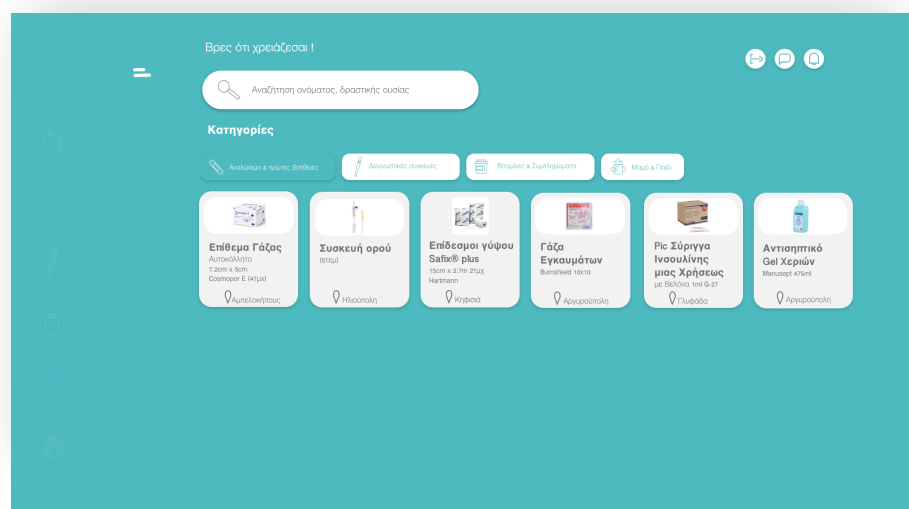 Βρες ότι χρειάζεσαι !
Αναζήτηση ονόματος, δραστικής ουσίας
Κατηγορίες
Αναλώσιμα & πρώτες βοήθειες
Διαγνωστικές συσκευές
Βιταμίνες & Συμπληρώματα
Μαμά & Παιδί
Επίθεμα Γάζας
Αυτοκόλλητο
7.2cm x 5cm
Cosmopor E (4τμχ)
Αμπελοκήπους
Συσκευή ορού
(5τεμ)
Ηλιούπολη
Επίδεσμοι γύψου
Safix® plus
15cm x 2.7m 2τμχ
Hartmann
Κηφισιά
Γάζα
Εγκαυμάτων
Burnshield 10x10
Αργυρούπολη
Pic Σύριγγα
Ινσουλίνης
μιας Χρήσεως
με Βελόνα 1ml G-27
Γλυφάδα
Αντισηπτικό
Gel Χεριών
Manusept 475ml
Αργυρούπολη